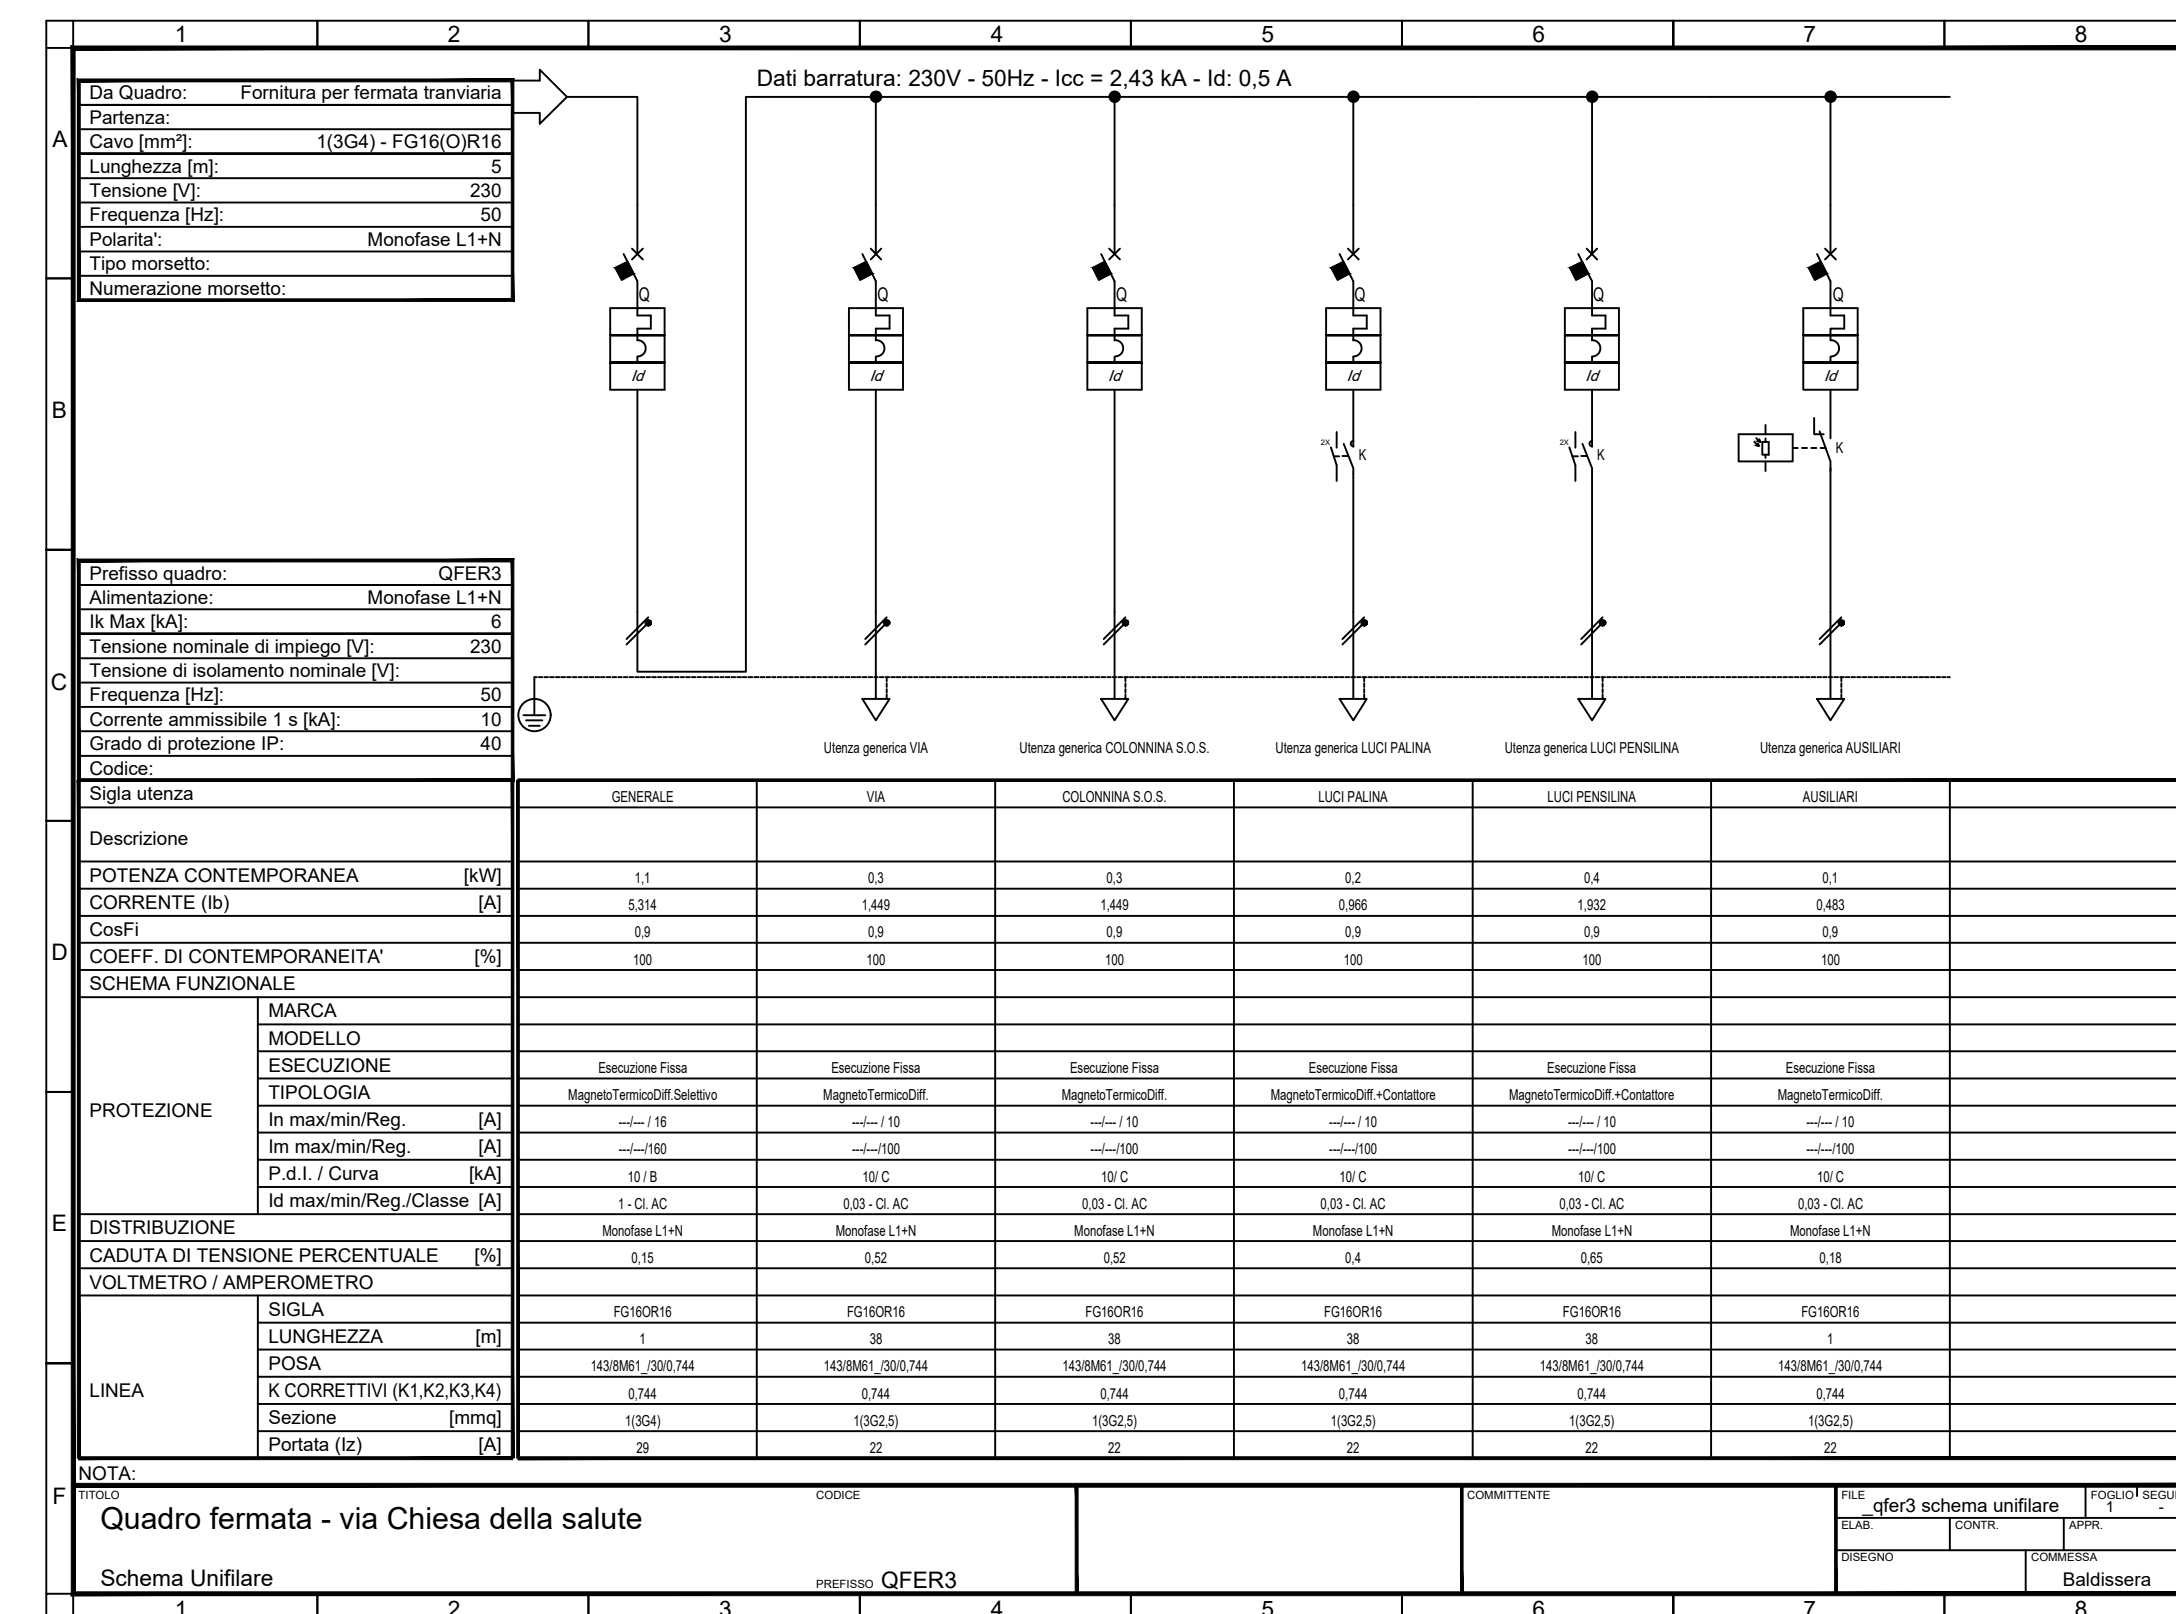 1 2 3 4 5 6 7 8
Dati barratura: 230V - 50Hz - Icc = 2,43 kA - Id: 0,5 A
Da Quadro: Fornitura per fermata tranviaria
Partenza:
Cavo [mm²]: 1(3G4) - FG16(O)R16
Lunghezza [m]: 5
Tensione [V]: 230
Frequenza [Hz]: 50
Polarita': Monofase L1+N
Tipo morsetto:
Numerazione morsetto:
A
B
C
D
E
F
Q Q Q Q Q Q
Id Id Id Id Id Id
2X K 2X K K
Prefisso quadro: QFER3
Alimentazione: Monofase L1+N
Ik Max [kA]: 6
Tensione nominale di impiego [V]: 230
Tensione di isolamento nominale [V]:
Frequenza [Hz]: 50
Corrente ammissibile 1 s [kA]: 10
Grado di protezione IP: 40
Codice:
Utenza generica VIA Utenza generica COLONNINA S.O.S. Utenza generica LUCI PALINA Utenza generica LUCI PENSILINA Utenza generica AUSILIARI
Sigla utenza GENERALE VIA COLONNINA S.O.S. LUCI PALINA LUCI PENSILINA AUSILIARI
Descrizione
POTENZA CONTEMPORANEA [kW] 1,1 0,3 0,3 0,2 0,4 0,1
CORRENTE (Ib) [A] 5,314 1,449 1,449 0,966 1,932 0,483
CosFi 0,9 0,9 0,9 0,9 0,9 0,9
COEFF. DI CONTEMPORANEITA' [%] 100 100 100 100 100 100
SCHEMA FUNZIONALE
PROTEZIONE
MARCA
MODELLO
ESECUZIONE Esecuzione Fissa Esecuzione Fissa Esecuzione Fissa Esecuzione Fissa Esecuzione Fissa Esecuzione Fissa
TIPOLOGIA MagnetoTermicoDiff.Selettivo MagnetoTermicoDiff. MagnetoTermicoDiff. MagnetoTermicoDiff.+Contattore MagnetoTermicoDiff.+Contattore MagnetoTermicoDiff.
In max/min/Reg. [A] ---/--- / 16 ---/--- / 10 ---/--- / 10 ---/--- / 10 ---/--- / 10 ---/--- / 10
Im max/min/Reg. [A] ---/---/160 ---/---/100 ---/---/100 ---/---/100 ---/---/100 ---/---/100
P.d.I. / Curva [kA] 10 / B 10/ C 10/ C 10/ C 10/ C 10/ C
Id max/min/Reg./Classe [A] 1 - Cl. AC 0,03 - Cl. AC 0,03 - Cl. AC 0,03 - Cl. AC 0,03 - Cl. AC 0,03 - Cl. AC
DISTRIBUZIONE Monofase L1+N Monofase L1+N Monofase L1+N Monofase L1+N Monofase L1+N Monofase L1+N
CADUTA DI TENSIONE PERCENTUALE [%] 0,15 0,52 0,52 0,4 0,65 0,18
VOLTMETRO / AMPEROMETRO
LINEA
SIGLA FG16OR16 FG16OR16 FG16OR16 FG16OR16 FG16OR16 FG16OR16
LUNGHEZZA [m] 1 38 38 38 38 1
POSA 143/8M61_/30/0,744 143/8M61_/30/0,744 143/8M61_/30/0,744 143/8M61_/30/0,744 143/8M61_/30/0,744 143/8M61_/30/0,744
K CORRETTIVI (K1,K2,K3,K4) 0,744 0,744 0,744 0,744 0,744 0,744
Sezione [mmq] 1(3G4) 1(3G2,5) 1(3G2,5) 1(3G2,5) 1(3G2,5) 1(3G2,5)
Portata (Iz) [A] 29 22 22 22 22 22
NOTA:
TITOLO
Quadro fermata - via Chiesa della salute
Schema Unifilare
CODICE
PREFISSO QFER3
COMMITTENTE
FILE _qfer3 schema unifilare
FOGLIO 1
SEGUE -
ELAB. CONTR. APPR.
DISEGNO
COMMESSA
Baldissera
1 2 3 4 5 6 7 8